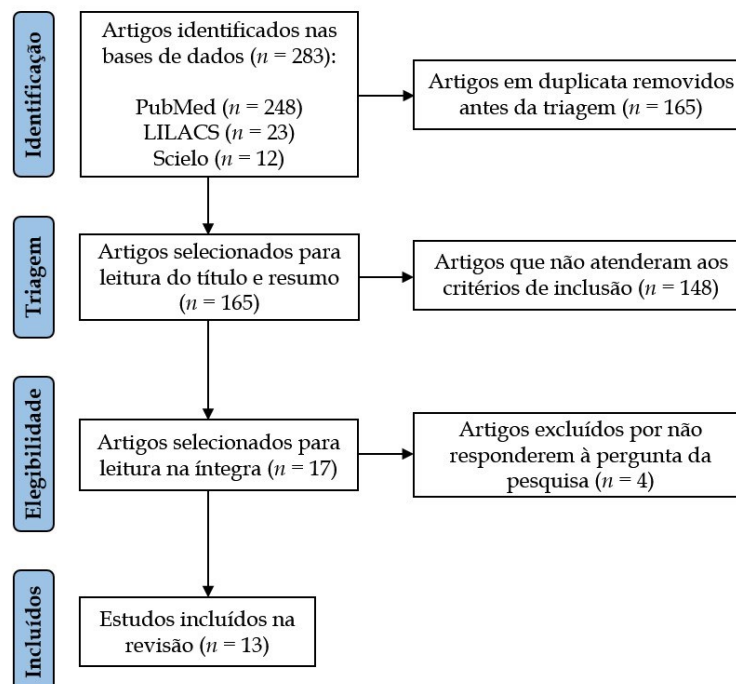 Identificação
Artigos identificados nas
bases de dados (n = 283):
PubMed (n = 248)
LILACS (n = 23)
Scielo (n = 12)
Artigos em duplicata removidos
antes da triagem (n = 165)
Triagem
Artigos selecionados para
leitura do título e resumo
(n = 165)
Artigos que não atenderam aos
critérios de inclusão (n = 148)
Elegibilidade
Artigos selecionados para
leitura na íntegra (n = 17)
Artigos excluídos por não
responderem à pergunta da
pesquisa (n = 4)
Incluídos
Estudos incluídos na
revisão (n = 13)